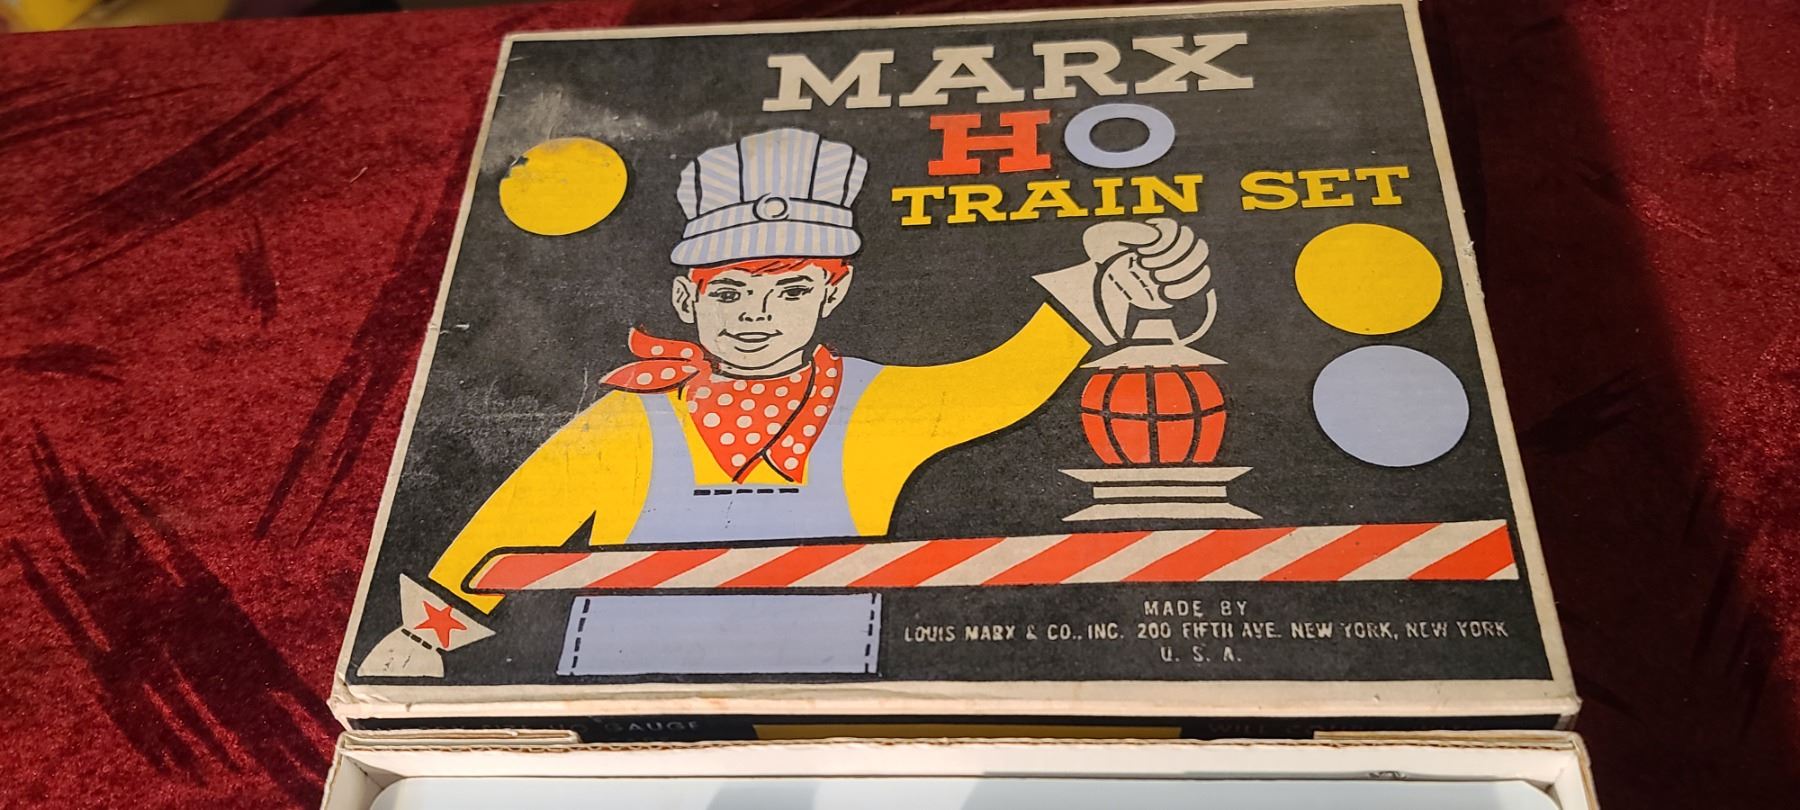 MARX
HO
TRAIN SET
MADE BY
LOUIS MARX & CO., INC. 200 FIFTH AVE. NEW YORK, NEW YORK
U. S. A.
GAUGE